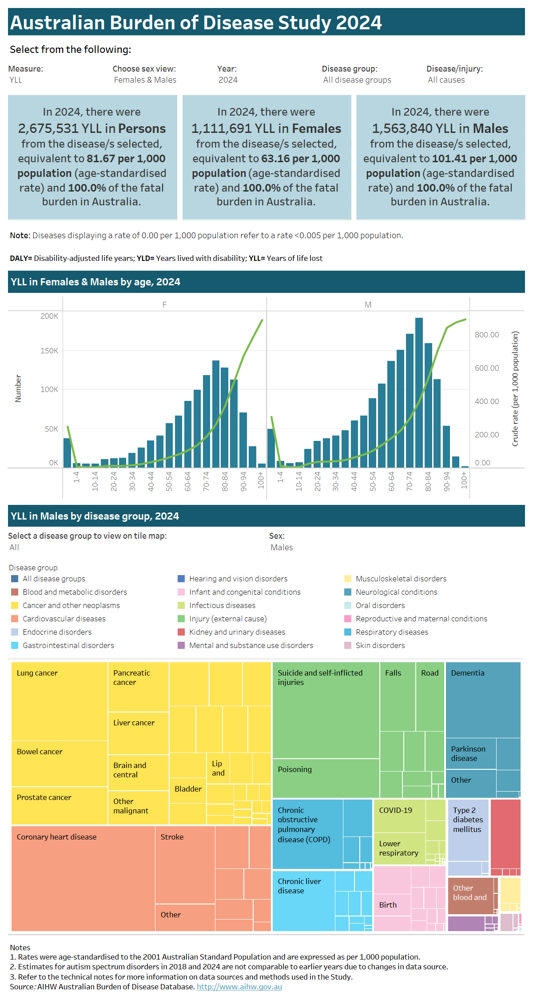 Australian Burden of Disease Study 2024
Select from the following:
Measure:
YLL
Choose sex view:
Females & Males
Year:
2024
Disease group:
All disease groups
Disease/injury:
All causes
In 2024, there were
2,675,531 YLL in Persons
from the disease/s selected,
equivalent to 81.67 per 1,000
population (age-standardised
rate) and 100.0% of the fatal
burden in Australia.
In 2024, there were
1,111,691 YLL in Females
from the disease/s selected,
equivalent to 63.16 per 1,000
population (age-standardised
rate) and 100.0% of the fatal
burden in Australia.
In 2024, there were
1,563,840 YLL in Males
from the disease/s selected,
equivalent to 101.41 per 1,000
population (age-standardised
rate) and 100.0% of the fatal
burden in Australia.
Note: Diseases displaying a rate of 0.00 per 1,000 population refer to a rate <0.005 per 1,000 population.
DALY= Disability-adjusted life years; YLD= Years lived with disability; YLL= Years of life lost
YLL in Females & Males by age, 2024
F
M
Number
200K
150K
100K
50K
0K
800.00
600.00
400.00
200.00
0.00
Crude rate (per 1,000 population)
1-4
10-14
20-24
30-34
40-44
50-54
60-64
70-74
80-84
90-94
100+
1-4
10-14
20-24
30-34
40-44
50-54
60-64
70-74
80-84
90-94
100+
YLL in Males by disease group, 2024
Select a disease group to view on tile map:
All
Sex:
Males
Disease group
All disease groups
Blood and metabolic disorders
Cancer and other neoplasms
Cardiovascular diseases
Endocrine disorders
Gastrointestinal disorders
Hearing and vision disorders
Infant and congenital conditions
Infectious diseases
Injury (external cause)
Kidney and urinary diseases
Mental and substance use disorders
Musculoskeletal disorders
Neurological conditions
Oral disorders
Reproductive and maternal conditions
Respiratory diseases
Skin disorders
Lung cancer
Bowel cancer
Prostate cancer
Pancreatic
cancer
Liver cancer
Brain and
central
Other
malignant
Lip
and
Bladder
Coronary heart disease
Stroke
Other
Suicide and self-inflicted
injuries
Poisoning
Falls
Road
Dementia
Parkinson
disease
Other
Chronic
obstructive
pulmonary
disease (COPD)
COVID-19
Lower
respiratory
Type 2
diabetes
mellitus
Chronic liver
disease
Birth
Other
blood and
Notes
1. Rates were age-standardised to the 2001 Australian Standard Population and are expressed as per 1,000 population.
2. Estimates for autism spectrum disorders in 2018 and 2024 are not comparable to earlier years due to changes in data source.
3. Refer to the technical notes for more information on data sources and methods used in the Study.
Source: AIHW Australian Burden of Disease Database. http://www.aihw.gov.au